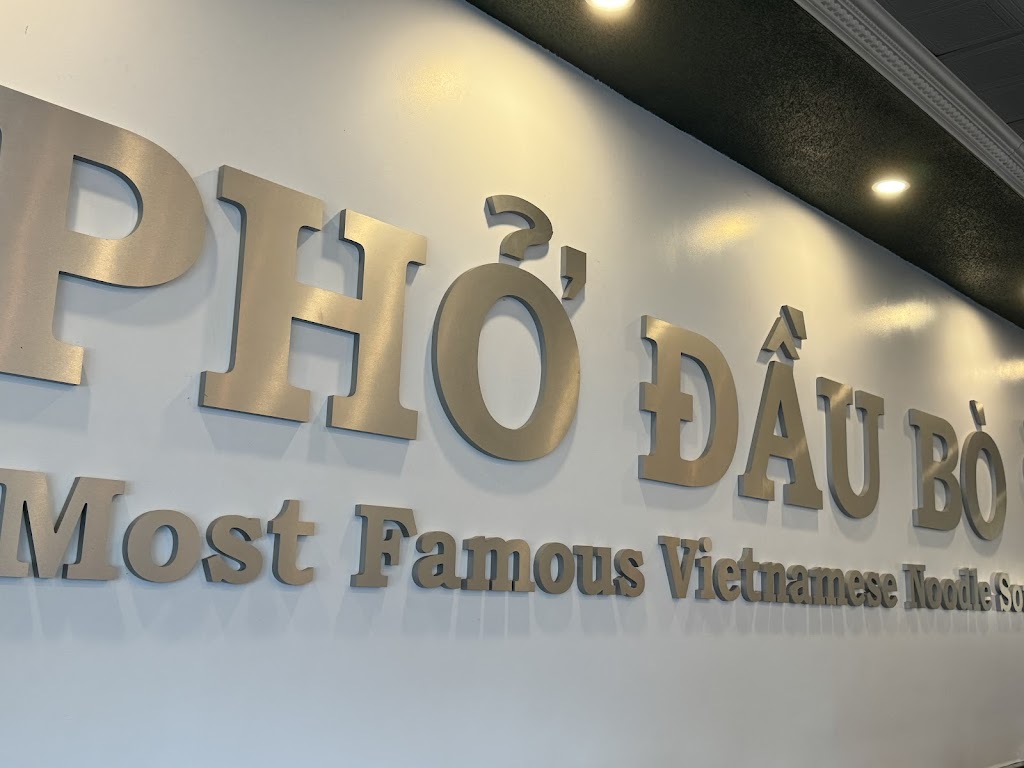 PHỞ ĐẦU BÒ
Most Famous Vietnamese Noodle